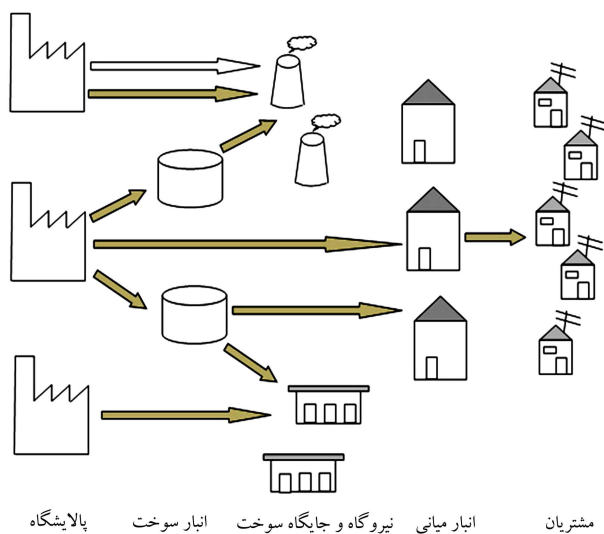 مشتریان
انبار میانی
نیروگاه و جایگاه سوخت
انبار سوخت
پالایشگاه